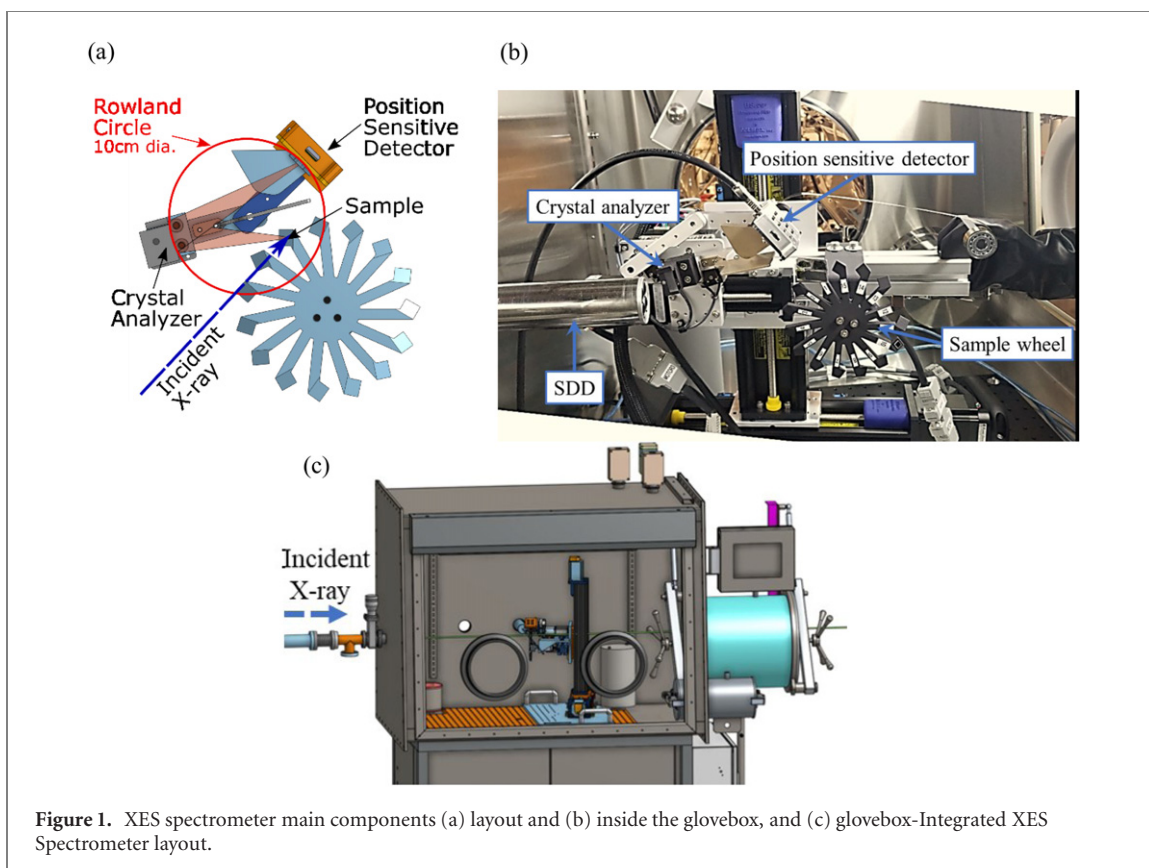 (a)
Rowland
Circle
10cm dia.
Position
Sensitive
Detector
Sample
Crystal
Analyzer
Incident
X-ray
(b)
Position sensitive detector
Crystal analyzer
SDD
Sample wheel
(c)
Incident
X-ray
Figure 1. XES spectrometer main components (a) layout and (b) inside the glovebox, and (c) glovebox-Integrated XES
Spectrometer layout.